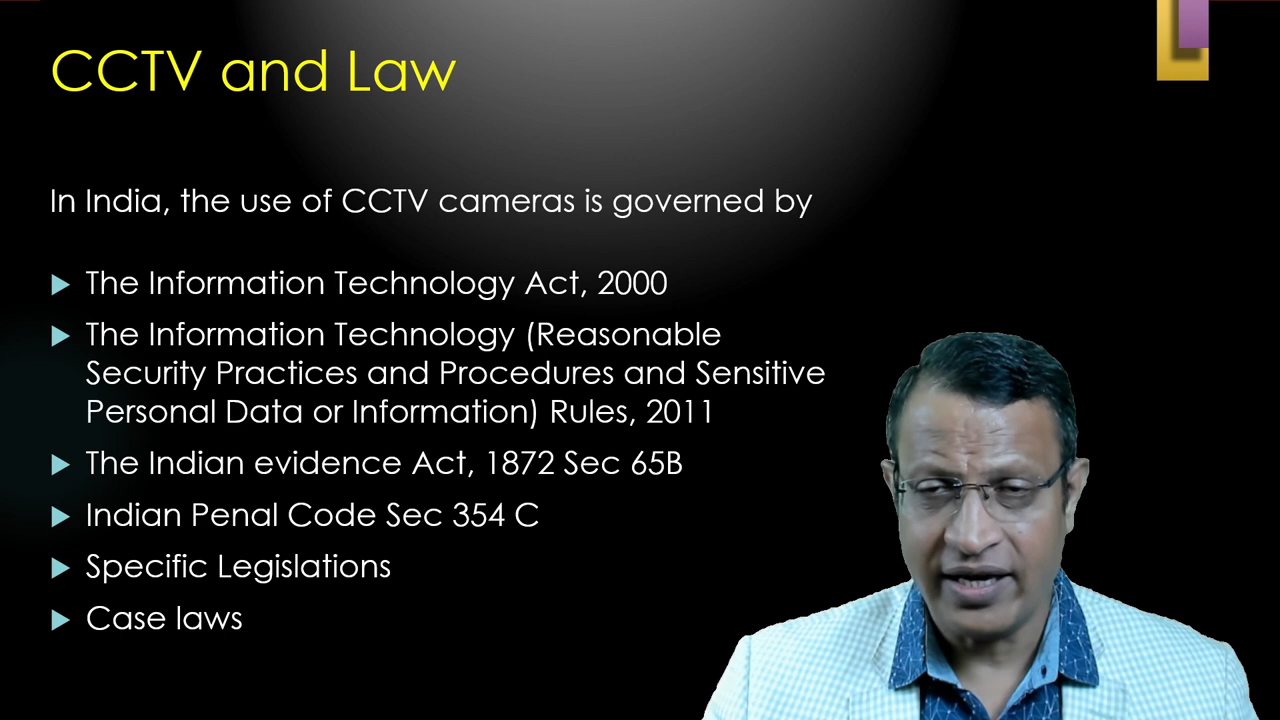 CCTV and Law
In India, the use of CCTV cameras is governed by
The Information Technology Act, 2000
The Information Technology (Reasonable
Security Practices and Procedures and Sensitive
Personal Data or Information) Rules, 2011
The Indian evidence Act, 1872 Sec 65B
Indian Penal Code Sec 354 C
Specific Legislations
Case laws